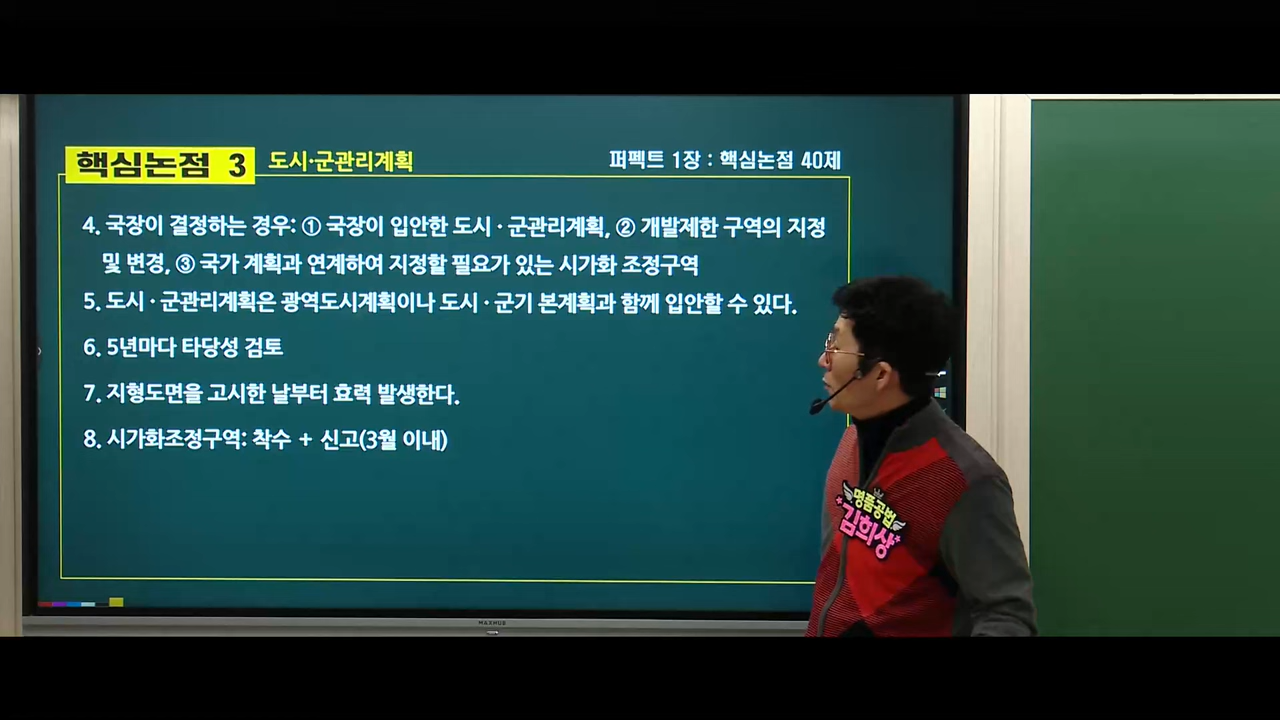 핵심논점 3 도시·군관리계획 퍼펙트 1장 : 핵심논점 40제
4. 국장이 결정하는 경우: ① 국장이 입안한 도시·군관리계획, ② 개발제한 구역의 지정
및 변경, ③ 국가 계획과 연계하여 지정할 필요가 있는 시가화 조정구역
5. 도시·군관리계획은 광역도시계획이나 도시·군기 본계획과 함께 입안할 수 있다.
6. 5년마다 타당성 검토
7. 지형도면을 고시한 날부터 효력 발생한다.
8. 시가화조정구역: 착수 + 신고(3월 이내)
명품공법
김희상
MAXHUB